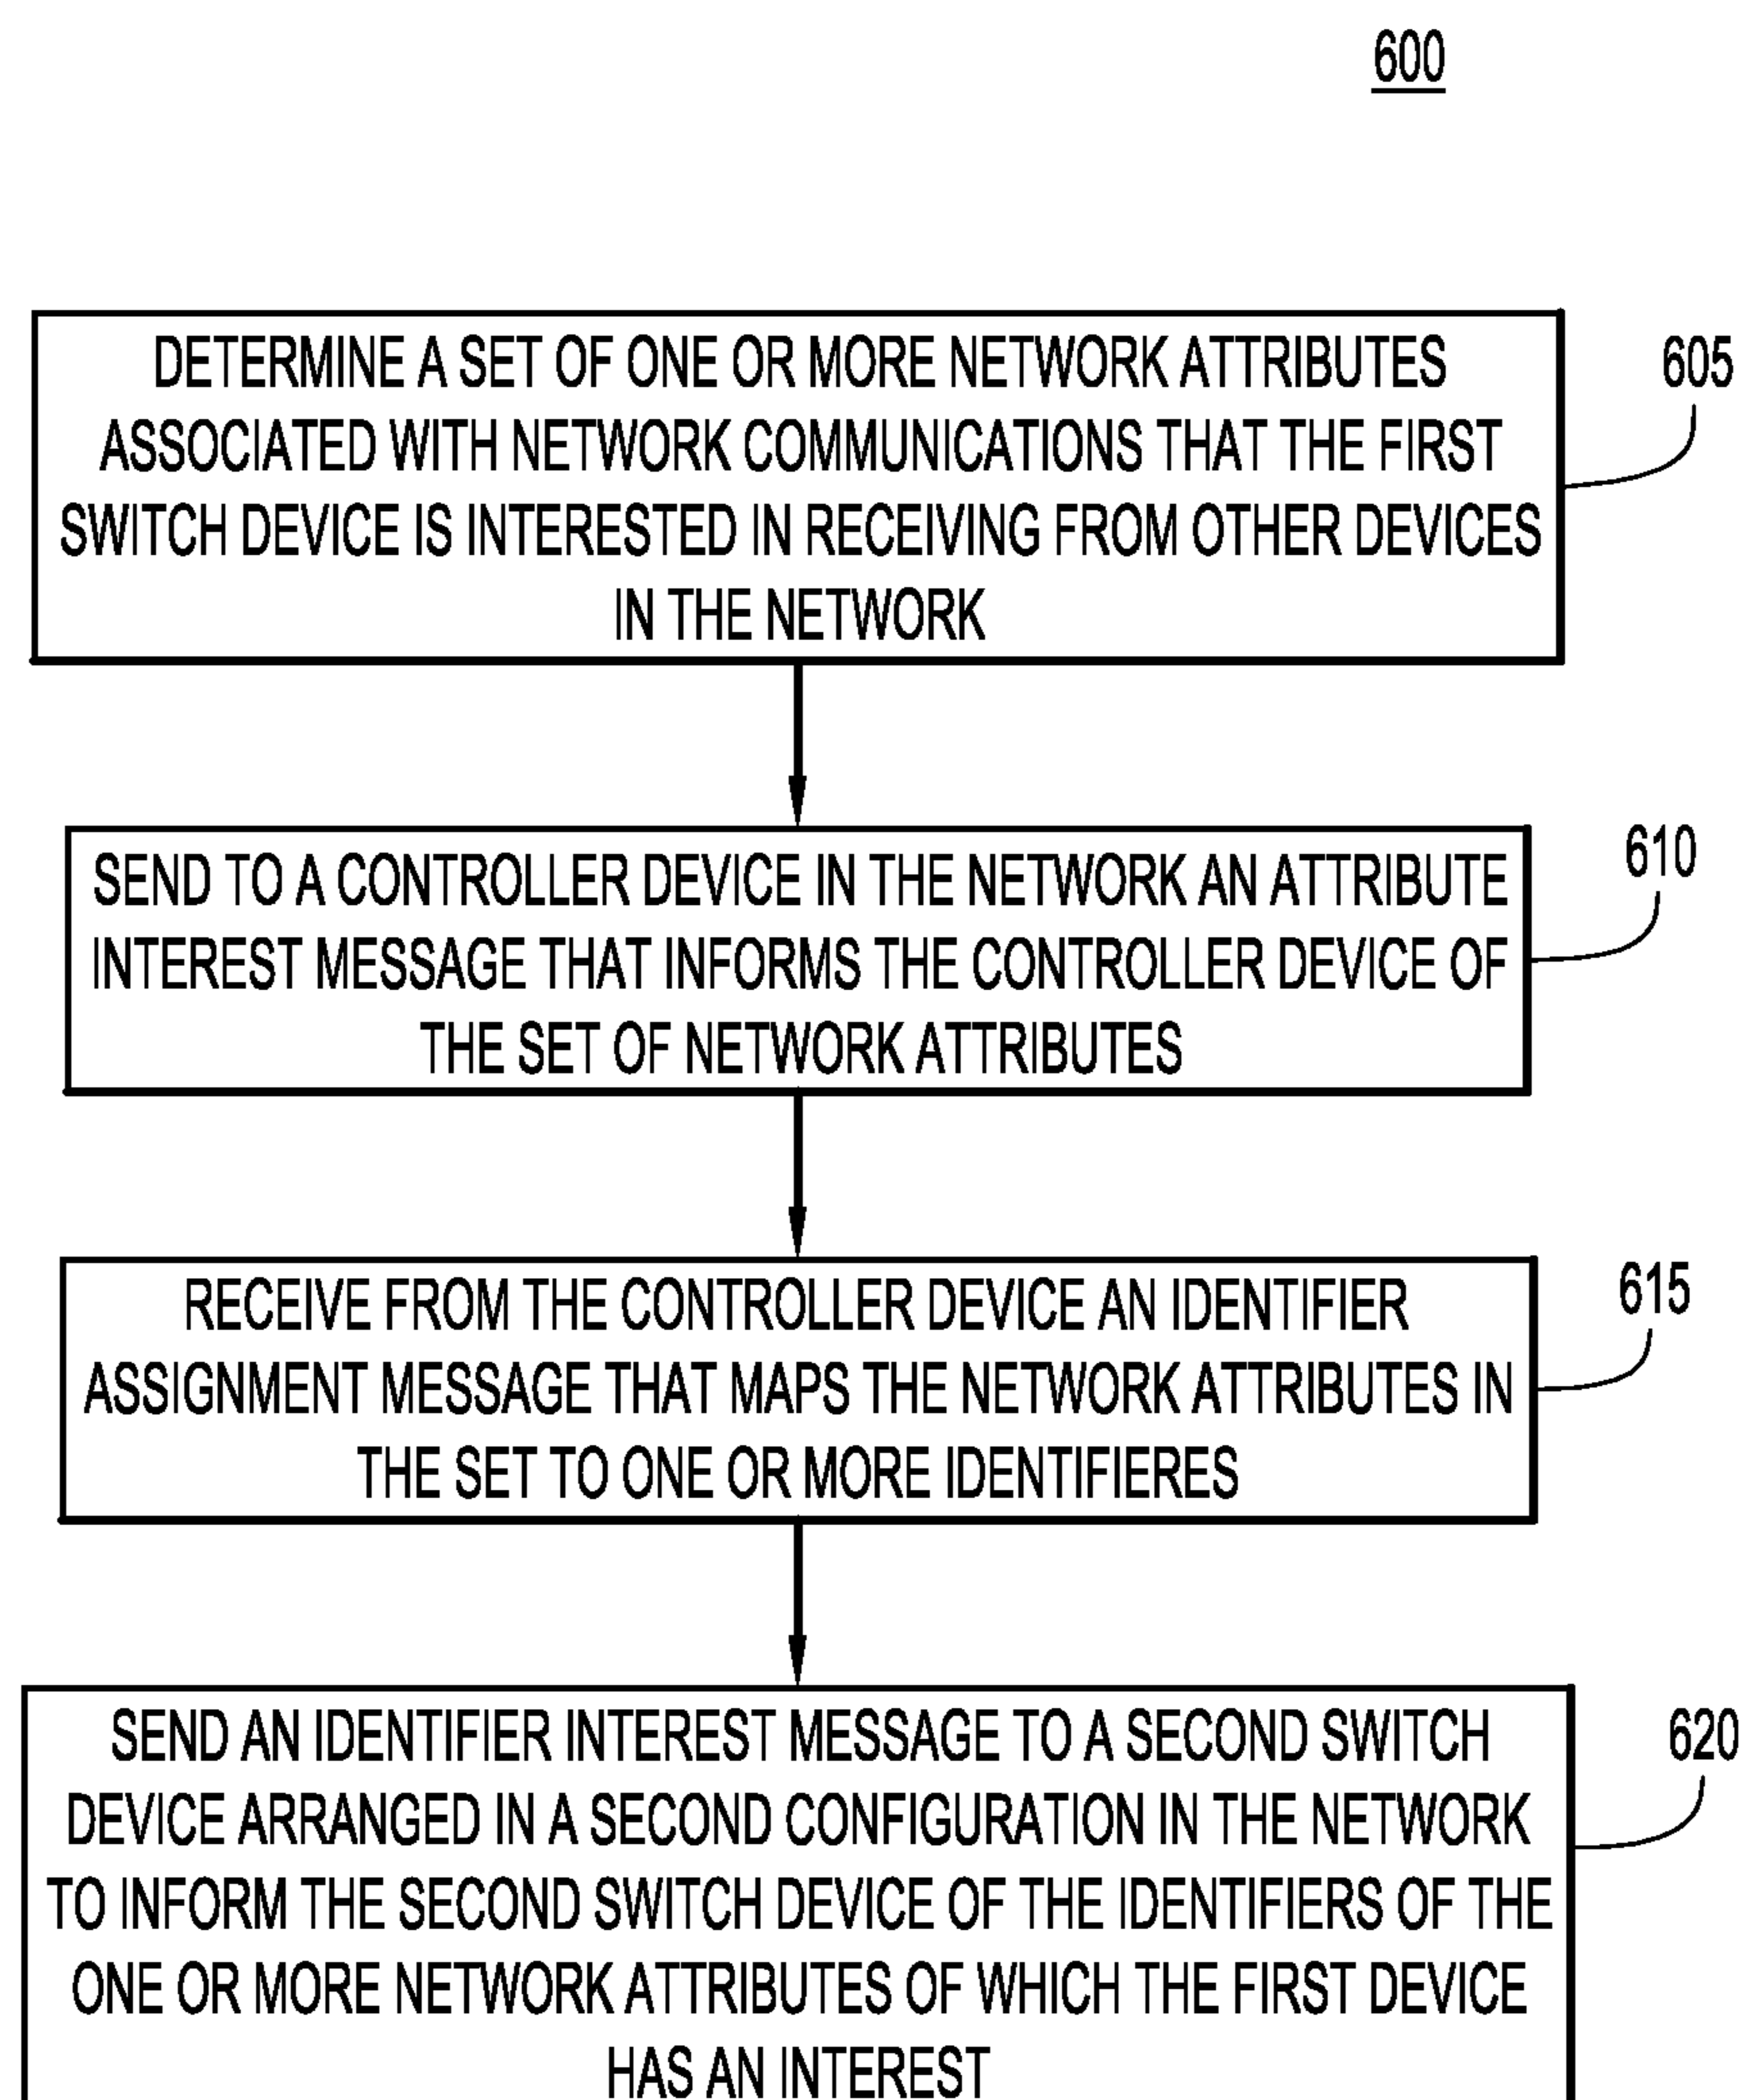 600
DETERMINE A SET OF ONE OR MORE NETWORK ATTRIBUTES
ASSOCIATED WITH NETWORK COMMUNICATIONS THAT THE FIRST
SWITCH DEVICE IS INTERESTED IN RECEIVING FROM OTHER DEVICES
IN THE NETWORK
605
SEND TO A CONTROLLER DEVICE IN THE NETWORK AN ATTRIBUTE
INTEREST MESSAGE THAT INFORMS THE CONTROLLER DEVICE OF
THE SET OF NETWORK ATTRIBUTES
610
RECEIVE FROM THE CONTROLLER DEVICE AN IDENTIFIER
ASSIGNMENT MESSAGE THAT MAPS THE NETWORK ATTRIBUTES IN
THE SET TO ONE OR MORE IDENTIFIERES
615
SEND AN IDENTIFIER INTEREST MESSAGE TO A SECOND SWITCH
DEVICE ARRANGED IN A SECOND CONFIGURATION IN THE NETWORK
TO INFORM THE SECOND SWITCH DEVICE OF THE IDENTIFIERS OF THE
ONE OR MORE NETWORK ATTRIBUTES OF WHICH THE FIRST DEVICE
HAS AN INTEREST
620